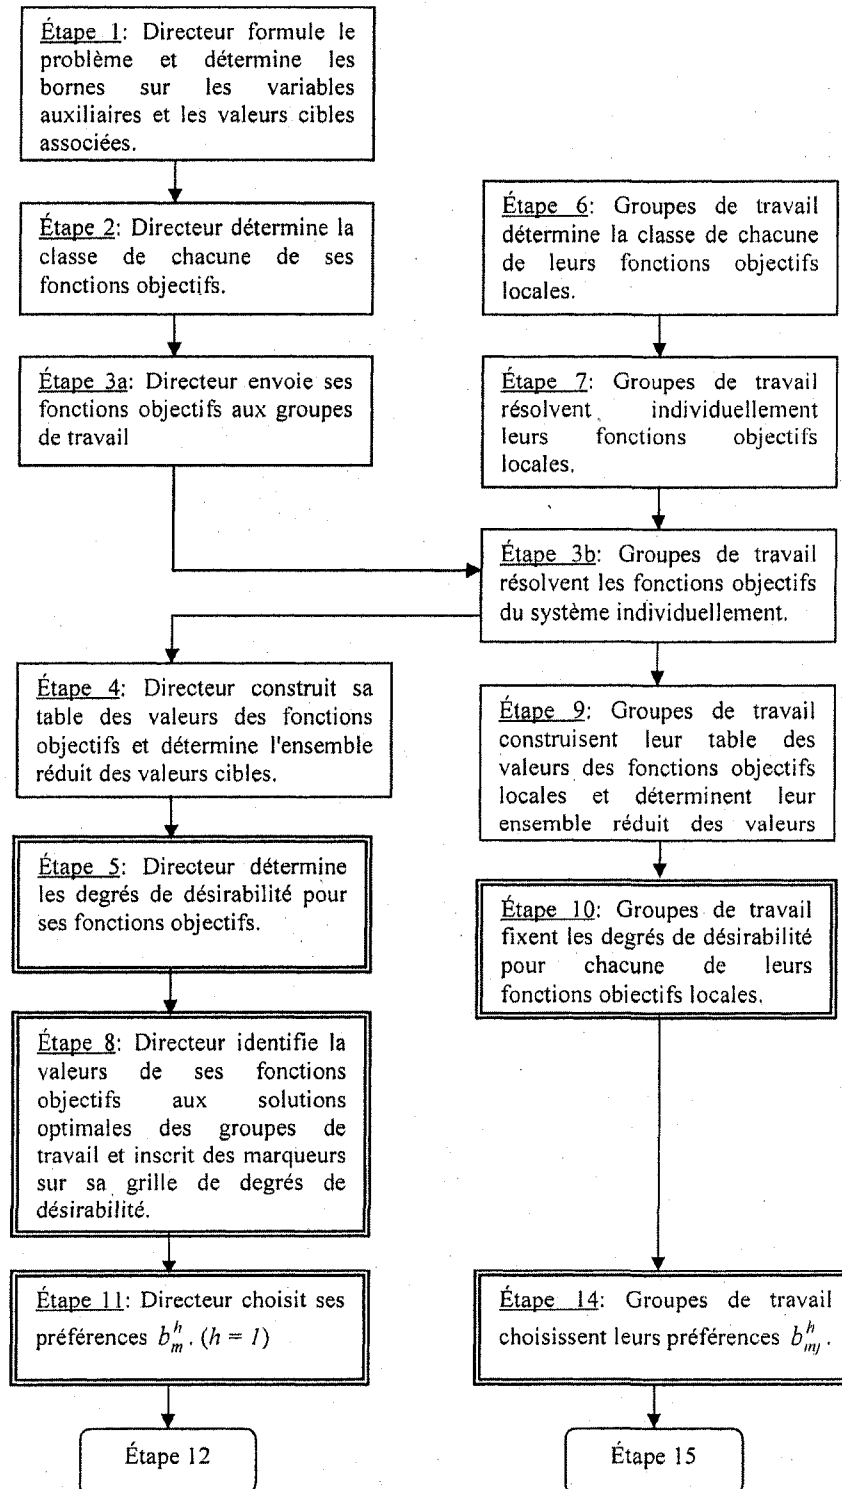 Étape 1: Directeur formule le
problème et détermine les
bornes sur les variables
auxiliaires et les valeurs cibles
associées.
Étape 2: Directeur détermine la
classe de chacune de ses
fonctions objectifs.
Étape 3a: Directeur envoie ses
fonctions objectifs aux groupes
de travail
Étape 6: Groupes de travail
détermine la classe de chacune
de leurs fonctions objectifs
locales.
Étape 7: Groupes de travail
résolvent individuellement
leurs fonctions objectifs
locales.
Étape 3b: Groupes de travail
résolvent les fonctions objectifs
du système individuellement.
Étape 4: Directeur construit sa
table des valeurs des fonctions
objectifs et détermine l'ensemble
réduit des valeurs cibles.
Étape 9: Groupes de travail
construisent leur table des
valeurs des fonctions objectifs
locales et déterminent leur
ensemble réduit des valeurs
Étape 5: Directeur détermine
les degrés de désirabilité pour
ses fonctions objectifs.
Étape 10: Groupes de travail
fixent les degrés de désirabilité
pour chacune de leurs
fonctions objectifs locales.
Étape 8: Directeur identifie la
valeurs de ses fonctions
objectifs aux solutions
optimales des groupes de
travail et inscrit des marqueurs
sur sa grille de degrés de
désirabilité.
Étape 11: Directeur choisit ses
préférences $b_m^h$. (h = 1)
Étape 14: Groupes de travail
choisissent leurs préférences $b_{mj}^h$.
Étape 12
Étape 15